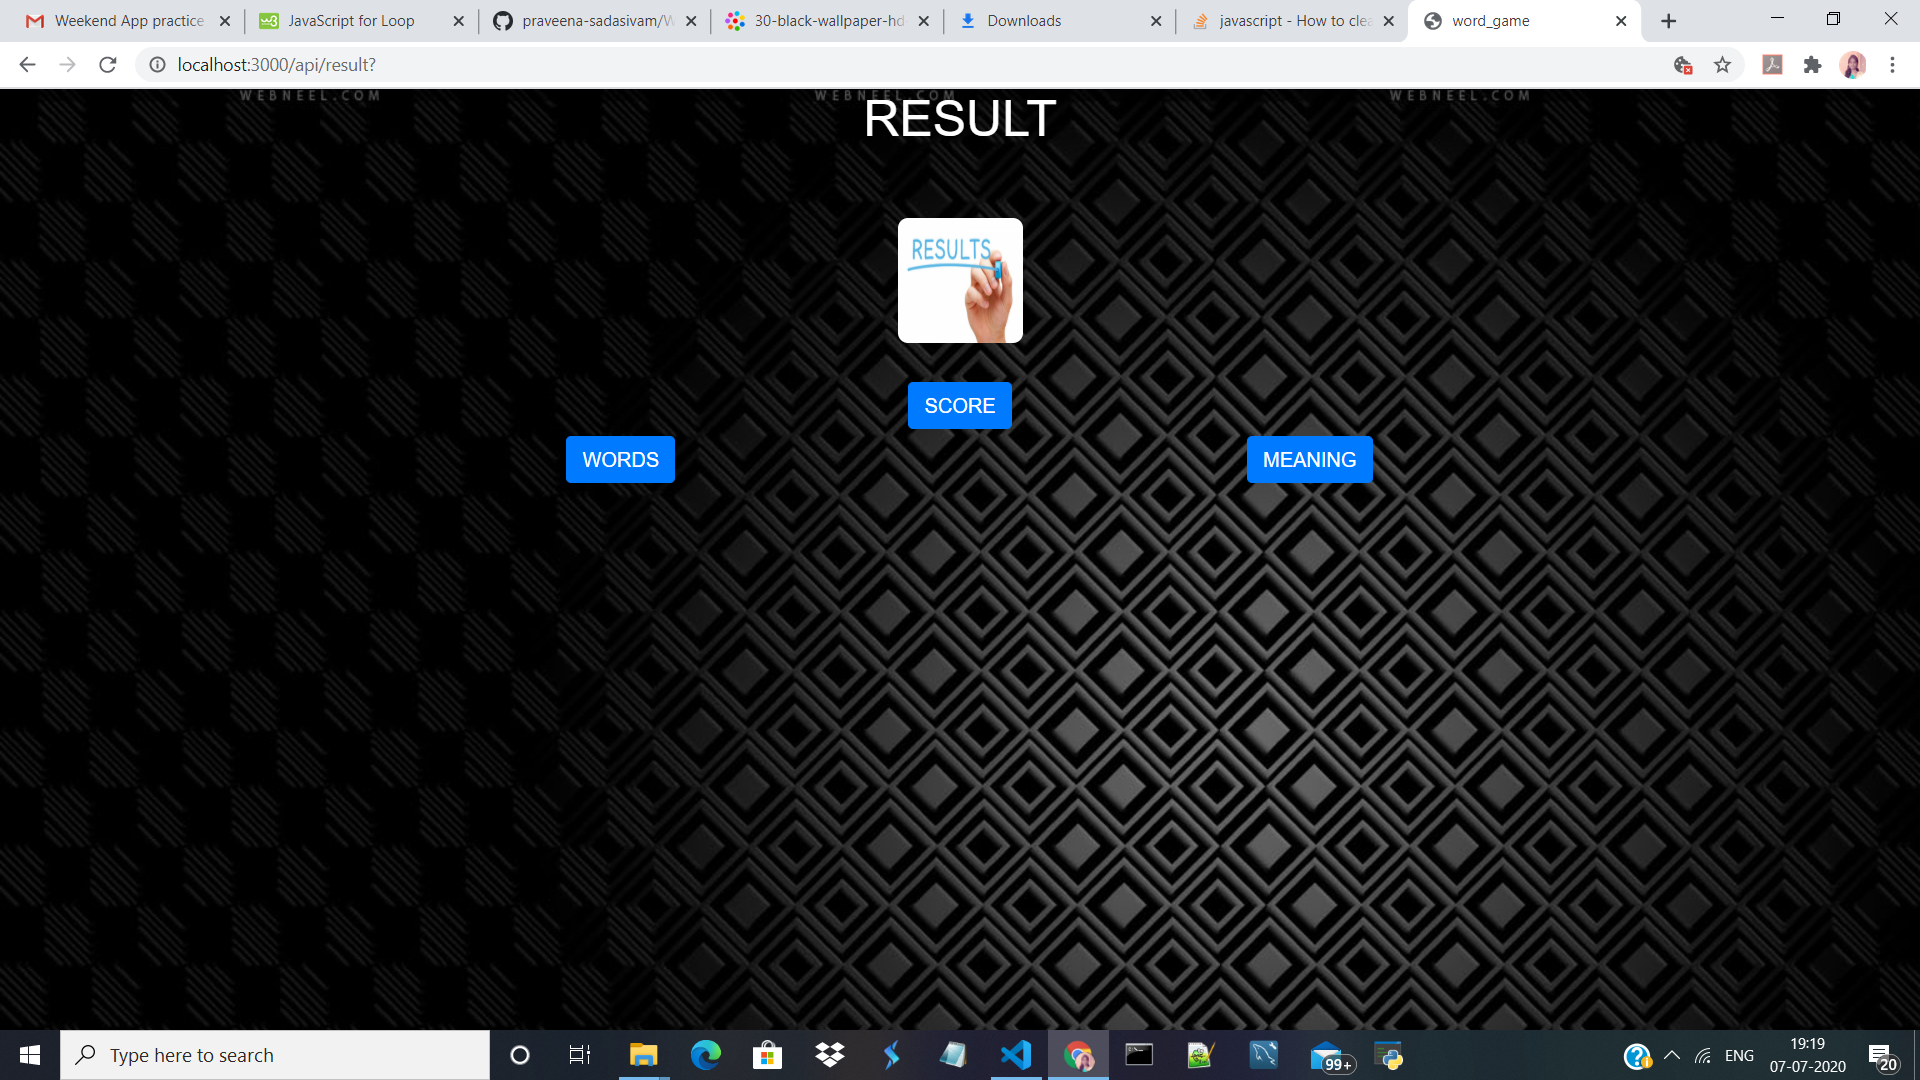 Weekend App practice
JavaScript for Loop
praveena-sadasivam/W
30-black-wallpaper-hd
Downloads
javascript - How to clea
word_game
localhost:3000/api/result?
WEBNEEL.COM WEBNEEL.COM WEBNEEL.COM
RESULT
RESULTS
SCORE
WORDS
MEANING
Type here to search
99+
ENG
19:19
07-07-2020
20